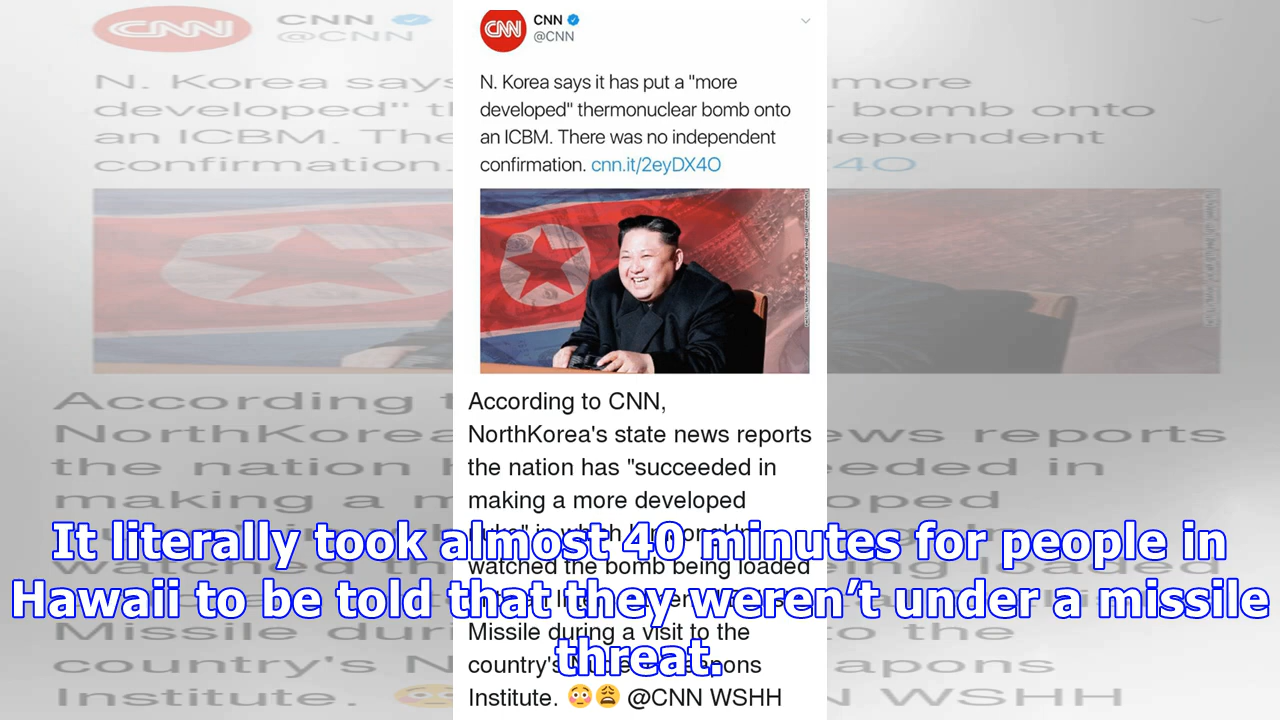 CNN
CNN
@CNN
N. Korea says it has put a "more
developed" thermonuclear bomb onto
an ICBM. There was no independent
confirmation. cnn.it/2eyDX4O
According to CNN,
NorthKorea's state news reports
the nation has "succeeded in
making a more developed
It literally took almost 40 minutes for people in
watched the bomb being loaded
Hawaii to be told that they weren’t under a missile
Missile during a visit to the
threat.
country's
Institute. 😳😩 @CNN WSHH